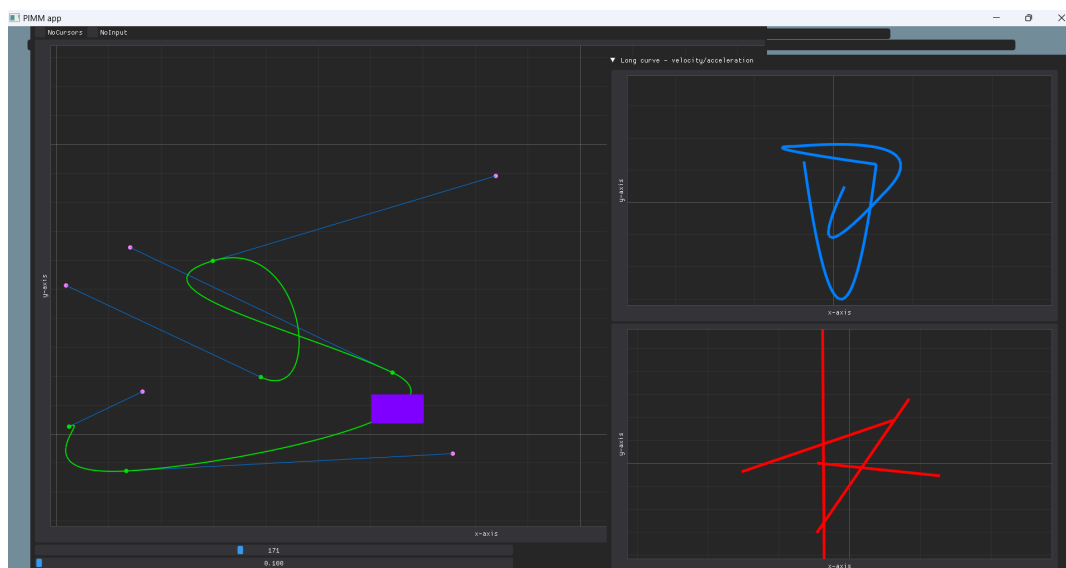 PIMM app
NoCursors NoInput
y-axis
x-axis
171
0.100
Long curve - velocity/acceleration
y-axis
x-axis
y-axis
x-axis